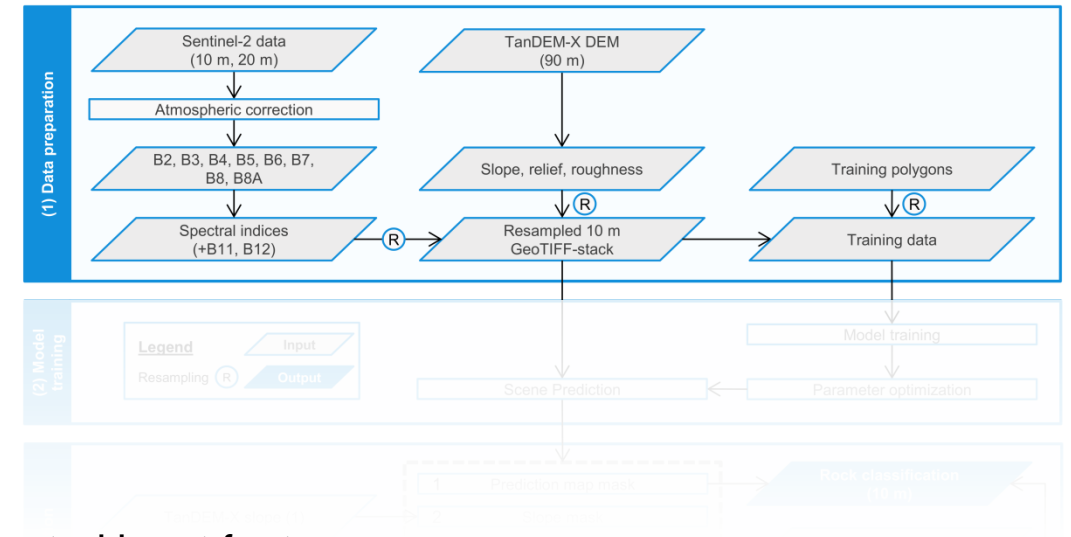 (1) Data preparation
Sentinel-2 data
(10 m, 20 m)
TanDEM-X DEM
(90 m)
Atmospheric correction
B2, B3, B4, B5, B6, B7,
B8, B8A
Slope, relief, roughness
Training polygons
R
Spectral indices
(+B11, B12)
R
Resampled 10 m
GeoTIFF-stack
R
Training data
(2) Model
training
Legend
Input
Resampling R
Output
Model training
Scene Prediction
Parameter optimization
1 Prediction map mask
Rock classification
(10 m)
2